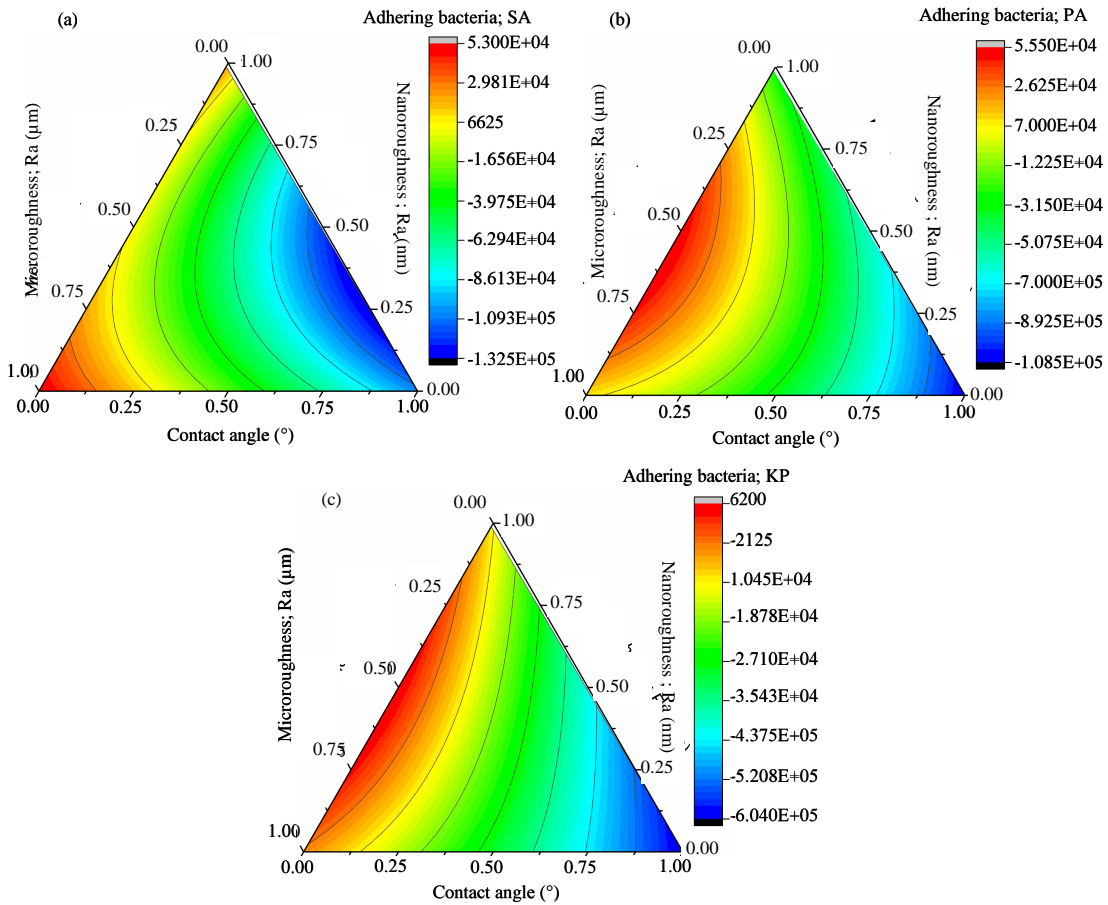 (a)
Adhering bacteria; SA
0.00
1.00
0.25
0.75
0.50
0.50
0.75
0.25
1.00
0.00
0.00
0.25
0.50
0.75
1.00
Microroughness; Ra (µm)
Nanoroughness ; Ra (nm)
Contact angle (°)
5.300E+04
2.981E+04
6625
-1.656E+04
-3.975E+04
-6.294E+04
-8.613E+04
-1.093E+05
-1.325E+05
(b)
Adhering bacteria; PA
0.00
1.00
0.25
0.75
0.50
0.50
0.75
0.25
1.00
0.00
0.00
0.25
0.50
0.75
1.00
Microroughness; Ra (µm)
Nanoroughness ; Ra (nm)
Contact angle (°)
5.550E+04
2.625E+04
7.000E+04
-1.225E+04
-3.150E+04
-5.075E+04
-7.000E+05
-8.925E+05
-1.085E+05
(c)
Adhering bacteria; KP
0.00
1.00
0.25
0.75
0.50
0.50
0.75
0.25
1.00
0.00
0.00
0.25
0.50
0.75
1.00
Microroughness; Ra (µm)
Nanoroughness ; Ra (nm)
Contact angle (°)
6200
-2125
1.045E+04
-1.878E+04
-2.710E+04
-3.543E+04
-4.375E+05
-5.208E+05
-6.040E+05